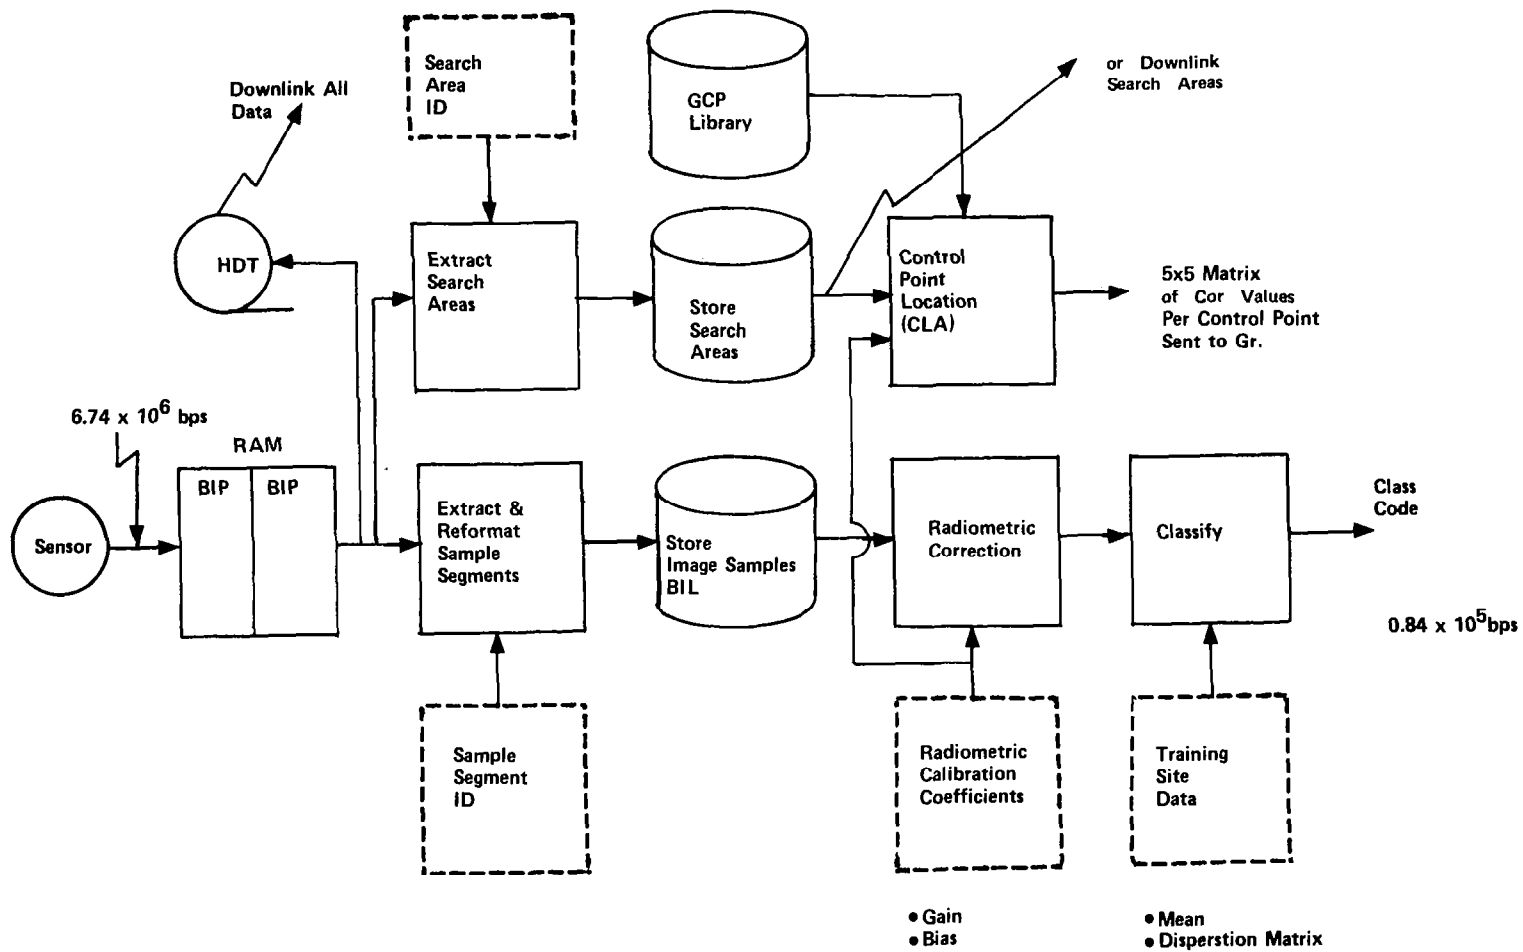 Search
Area
ID
GCP
Library
or Downlink
Search Areas
Downlink All
Data
HDT
Extract
Search
Areas
Store
Search
Areas
Control
Point
Location
(CLA)
5x5 Matrix
of Cor Values
Per Control Point
Sent to Gr.
6.74 x 10^6 bps
RAM
BIP BIP
Sensor
Extract &
Reformat
Sample
Segments
Store
Image Samples
BIL
Radiometric
Correction
Classify
Class
Code
0.84 x 10^5bps
Sample
Segment
ID
Radiometric
Calibration
Coefficients
Training
Site
Data
• Gain
• Bias
• Mean
• Disperstion Matrix